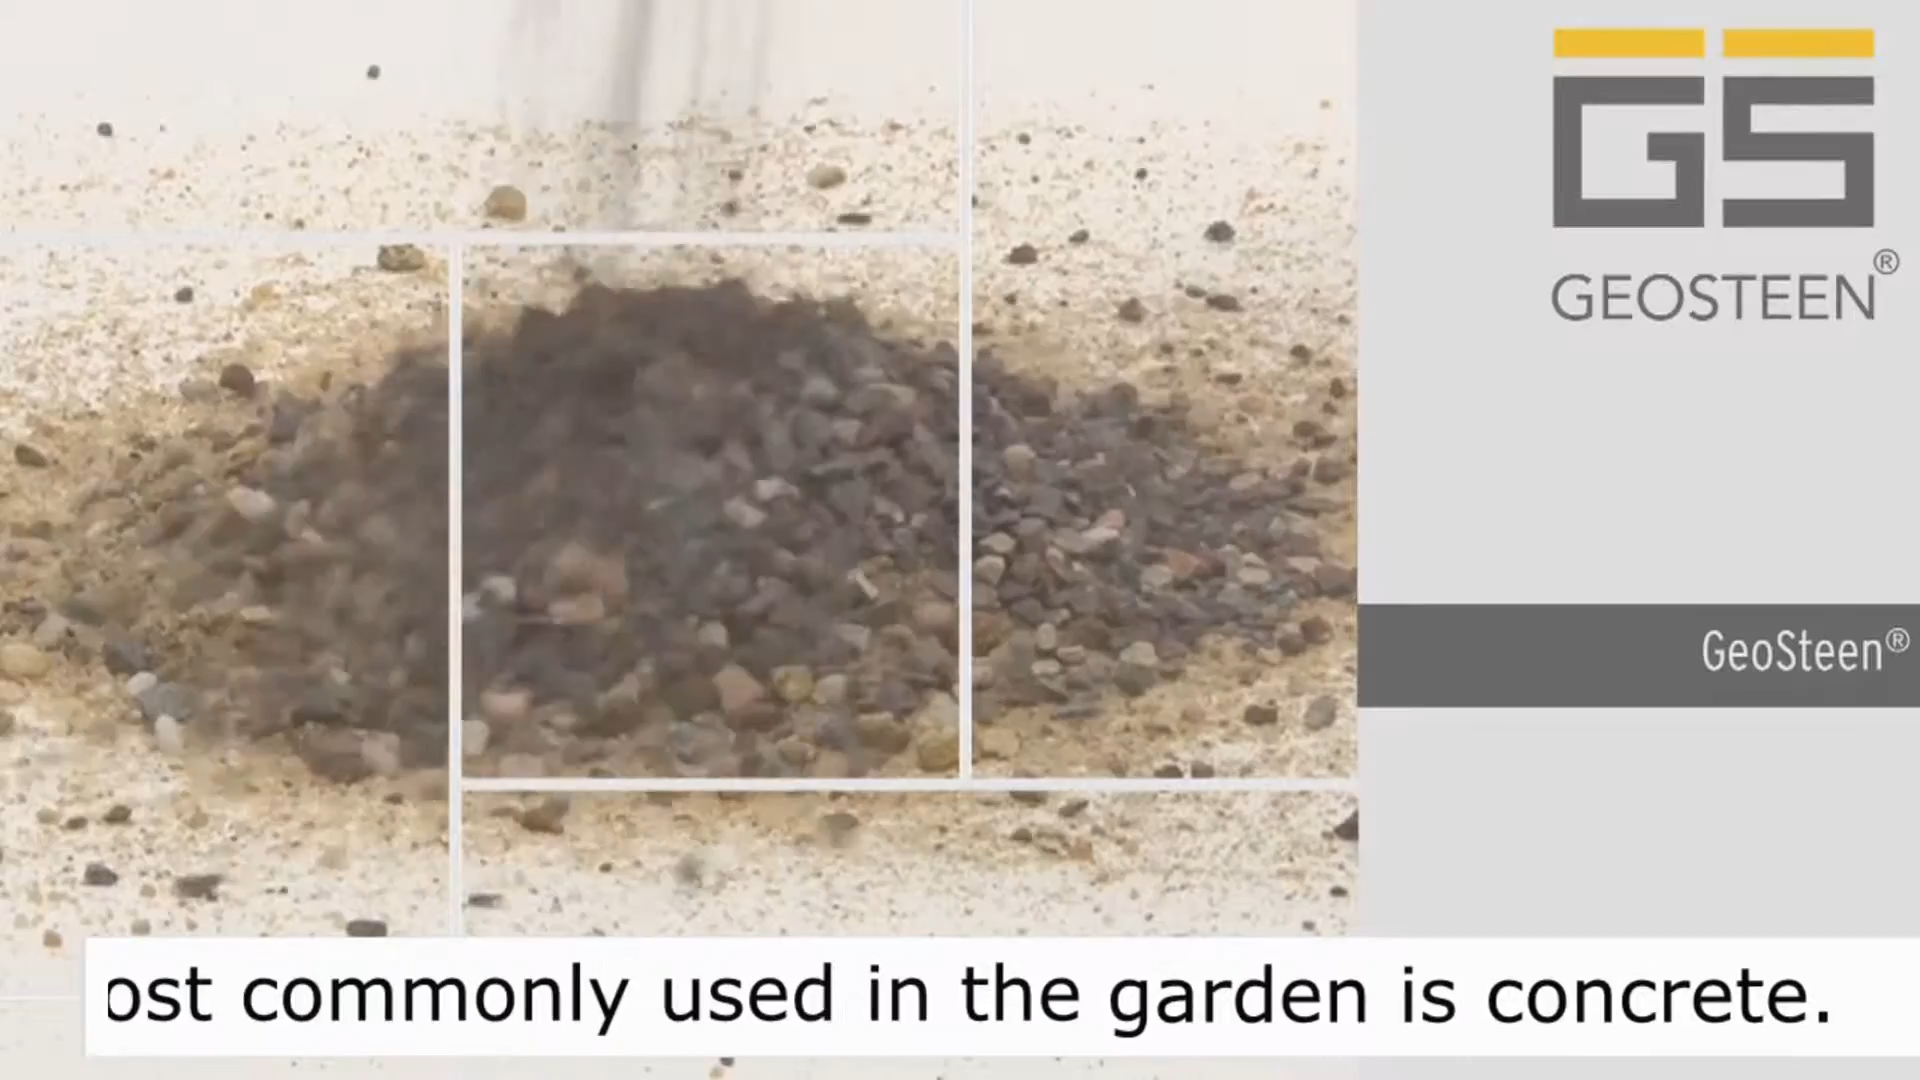 GS
GEOSTEEN®
GeoSteen®
ost commonly used in the garden is concrete.